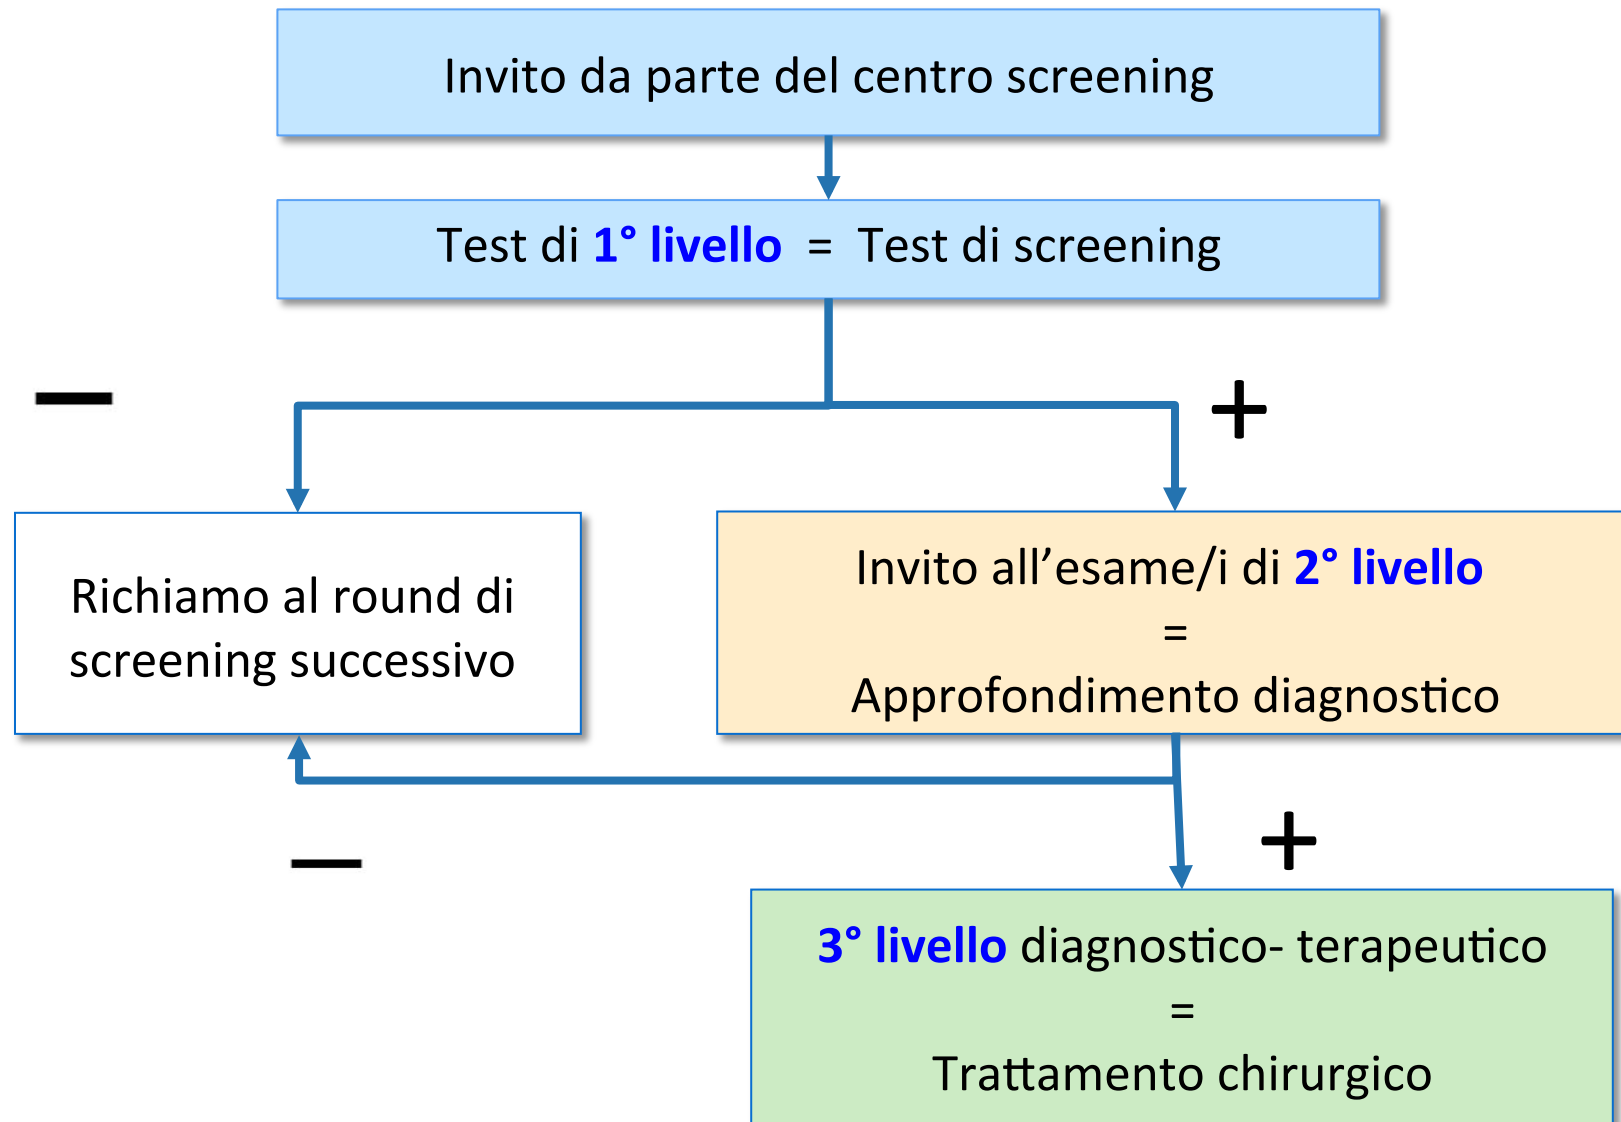 Invito da parte del centro screening
Test di 1° livello = Test di screening
–
+
Richiamo al round di
screening successivo
Invito all’esame/i di 2° livello
=
Approfondimento diagnostico
–
+
3° livello diagnostico- terapeutico
=
Trattamento chirurgico